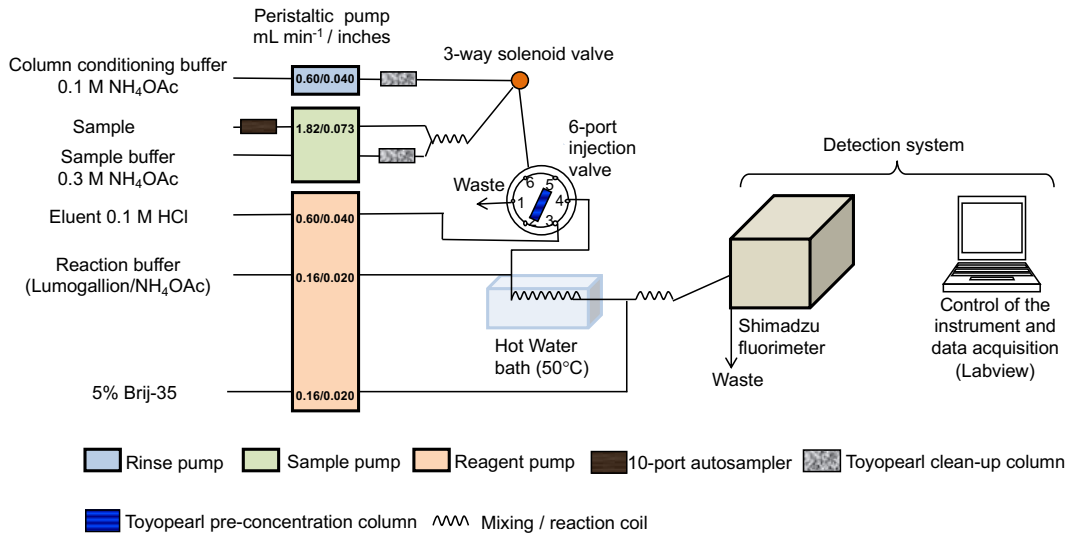 Peristaltic pump
mL min⁻¹ / inches
3-way solenoid valve
Column conditioning buffer
0.1 M NH₄OAc
0.60/0.040
Sample
1.82/0.073
Sample buffer
0.3 M NH₄OAc
6-port
injection
valve
Detection system
Waste
6
5
1
4
2
3
Eluent 0.1 M HCl
0.60/0.040
Reaction buffer
(Lumogallion/NH₄OAc)
0.16/0.020
Hot Water
bath (50°C)
Shimadzu
fluorimeter
Waste
Control of the
instrument and
data acquisition
(Labview)
5% Brij-35
0.16/0.020
Rinse pump
Sample pump
Reagent pump
10-port autosampler
Toyopearl clean-up column
Toyopearl pre-concentration column
Mixing / reaction coil